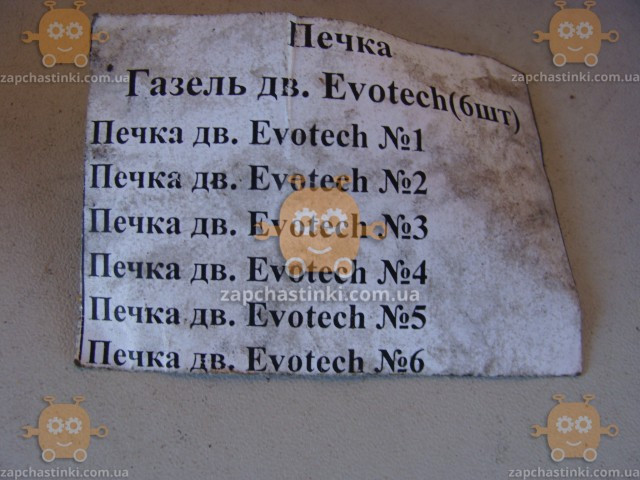 Печка
Газель дв. Evotech(6шт)
Печка дв. Evotech №1
Печка дв. Evotech №2
Печка дв. Evotech №3
Печка дв. Evotech №4
Печка дв. Evotech №5
Печка дв. Evotech №6
zapchastinki.com.ua
zapchastinki.com.ua
zapchastinki.com.ua
zapchastinki.com.ua
zapchastinki.com.ua